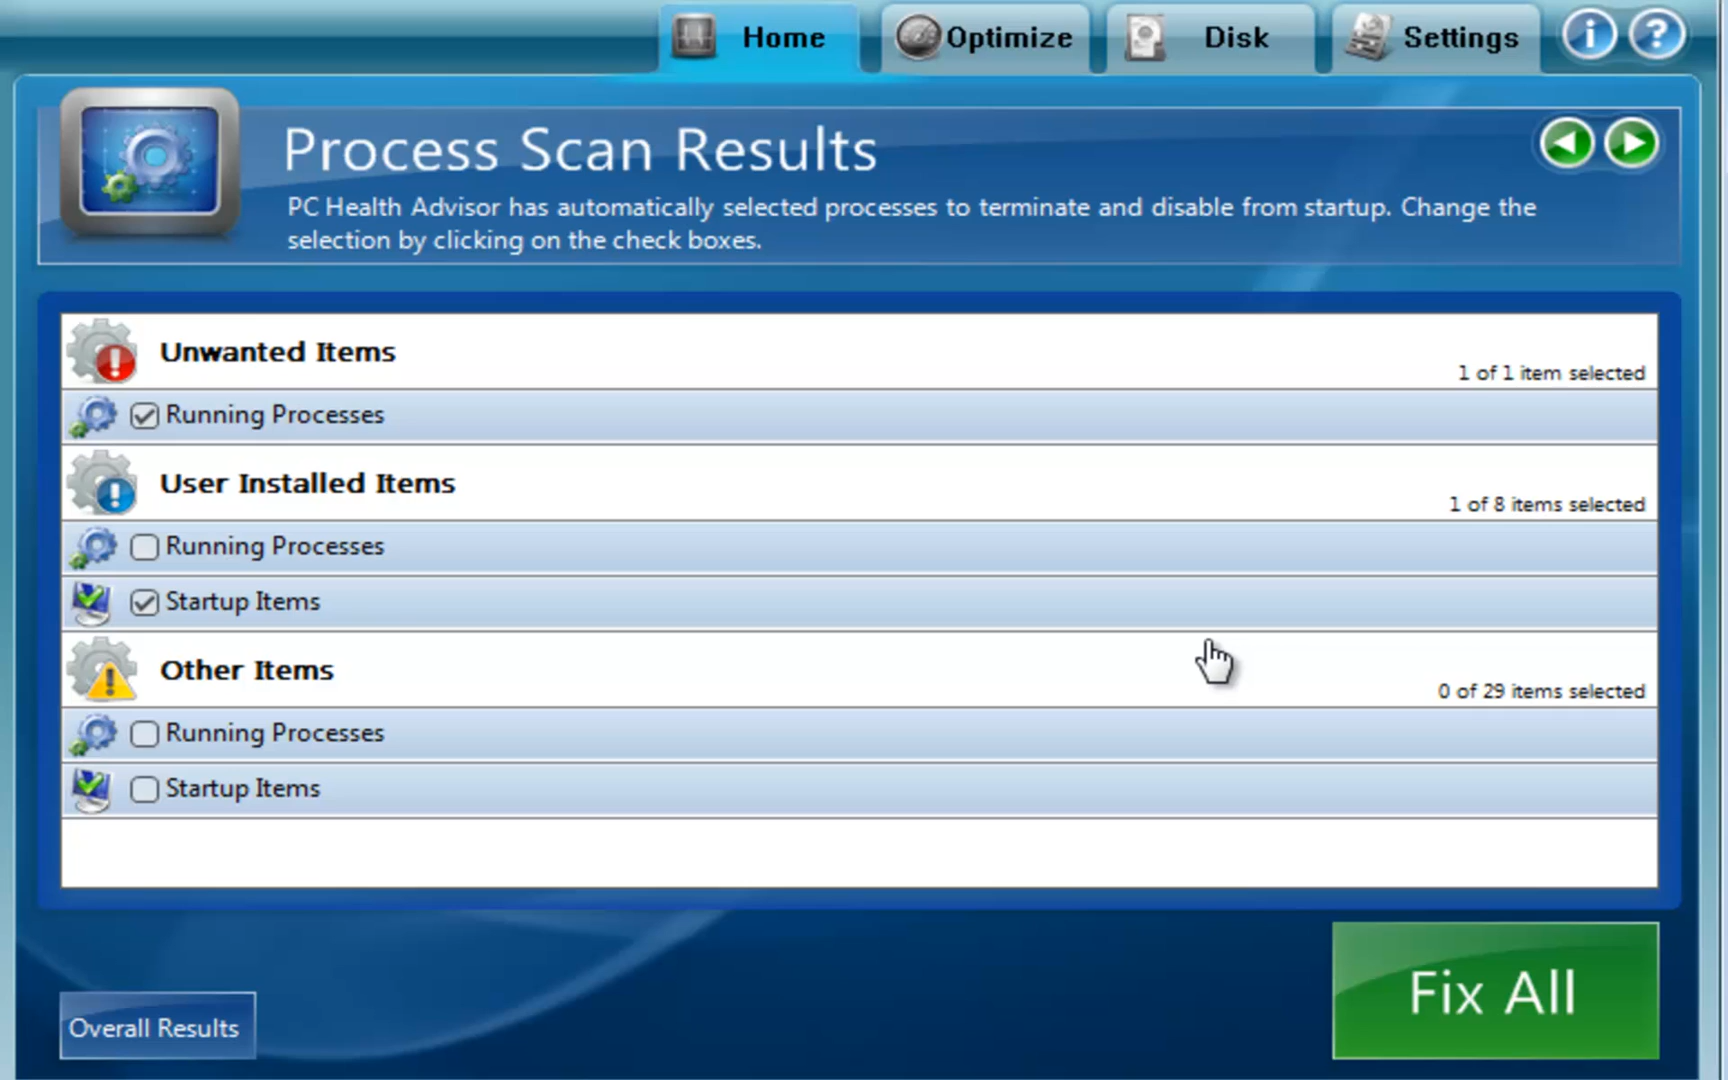 Home
Optimize
Disk
Settings
Process Scan Results
PC Health Advisor has automatically selected processes to terminate and disable from startup. Change the
selection by clicking on the check boxes.
Unwanted Items
1 of 1 item selected
Running Processes
User Installed Items
1 of 8 items selected
Running Processes
Startup Items
Other Items
0 of 29 items selected
Running Processes
Startup Items
Fix All
Overall Results